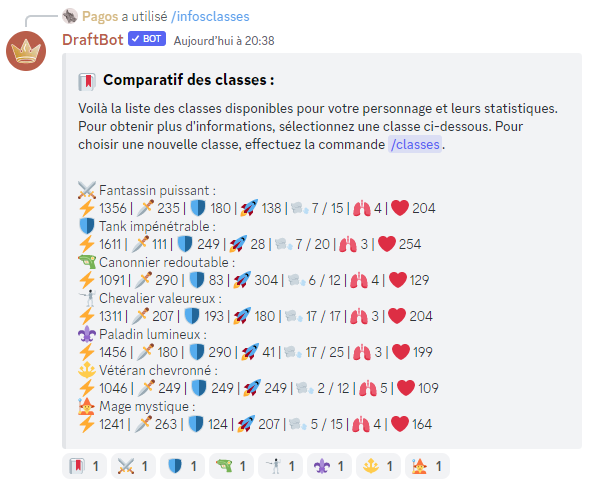 Pagos a utilisé /infosclasses
DraftBot ✓ BOT Aujourd'hui à 20:38
Comparatif des classes :
Voilà la liste des classes disponibles pour votre personnage et leurs statistiques.
Pour obtenir plus d'informations, sélectionnez une classe ci-dessous. Pour
choisir une nouvelle classe, effectuez la commande /classes.
⚔️ Fantassin puissant :
⚡ 1356 | 🗡️ 235 | 🛡️ 180 | 🚀 138 | 🌬️ 7 / 15 | 🫁 4 | ❤️ 204
🛡️ Tank impénétrable :
⚡ 1611 | 🗡️ 111 | 🛡️ 249 | 🚀 28 | 🌬️ 7 / 20 | 🫁 3 | ❤️ 254
🔫 Canonnier redoutable :
⚡ 1091 | 🗡️ 290 | 🛡️ 83 | 🚀 304 | 🌬️ 6 / 12 | 🫁 4 | ❤️ 129
🤺 Chevalier valeureux :
⚡ 1311 | 🗡️ 207 | 🛡️ 193 | 🚀 180 | 🌬️ 17 / 17 | 🫁 3 | ❤️ 204
⚜️ Paladin lumineux :
⚡ 1456 | 🗡️ 180 | 🛡️ 290 | 🚀 41 | 🌬️ 17 / 25 | 🫁 3 | ❤️ 199
🔱 Vétéran chevronné :
⚡ 1046 | 🗡️ 249 | 🛡️ 249 | 🚀 249 | 🌬️ 2 / 12 | 🫁 5 | ❤️ 109
🧙 Mage mystique :
⚡ 1241 | 🗡️ 263 | 🛡️ 124 | 🚀 207 | 🌬️ 5 / 15 | 🫁 4 | ❤️ 164
1 1 1 1 1 1 1 1